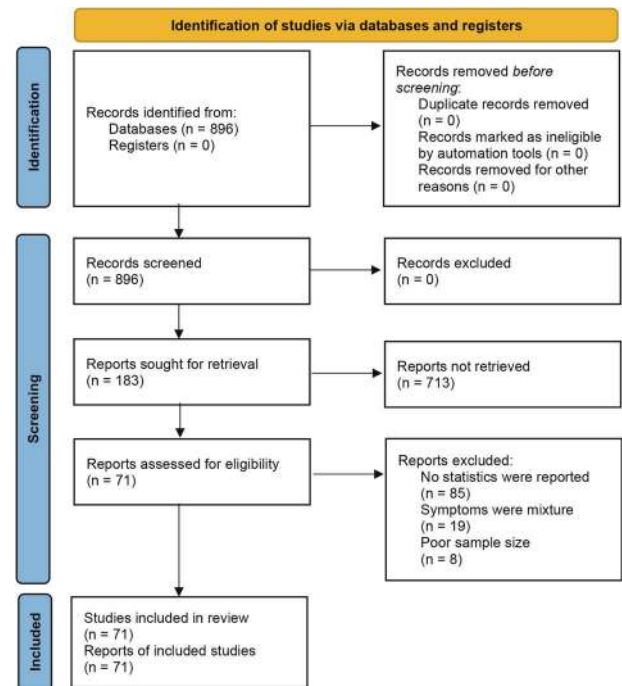 Identification of studies via databases and registers
Identification
Records identified from:
Databases (n = 896)
Registers (n = 0)
Records removed before
screening:
Duplicate records removed
(n = 0)
Records marked as ineligible
by automation tools (n = 0)
Records removed for other
reasons (n = 0)
Screening
Records screened
(n = 896)
Records excluded
(n = 0)
Reports sought for retrieval
(n = 183)
Reports not retrieved
(n = 713)
Reports assessed for eligibility
(n = 71)
Reports excluded:
No statistics were reported
(n = 85)
Symptoms were mixture
(n = 19)
Poor sample size
(n = 8)
Included
Studies included in review
(n = 71)
Reports of included studies
(n = 71)